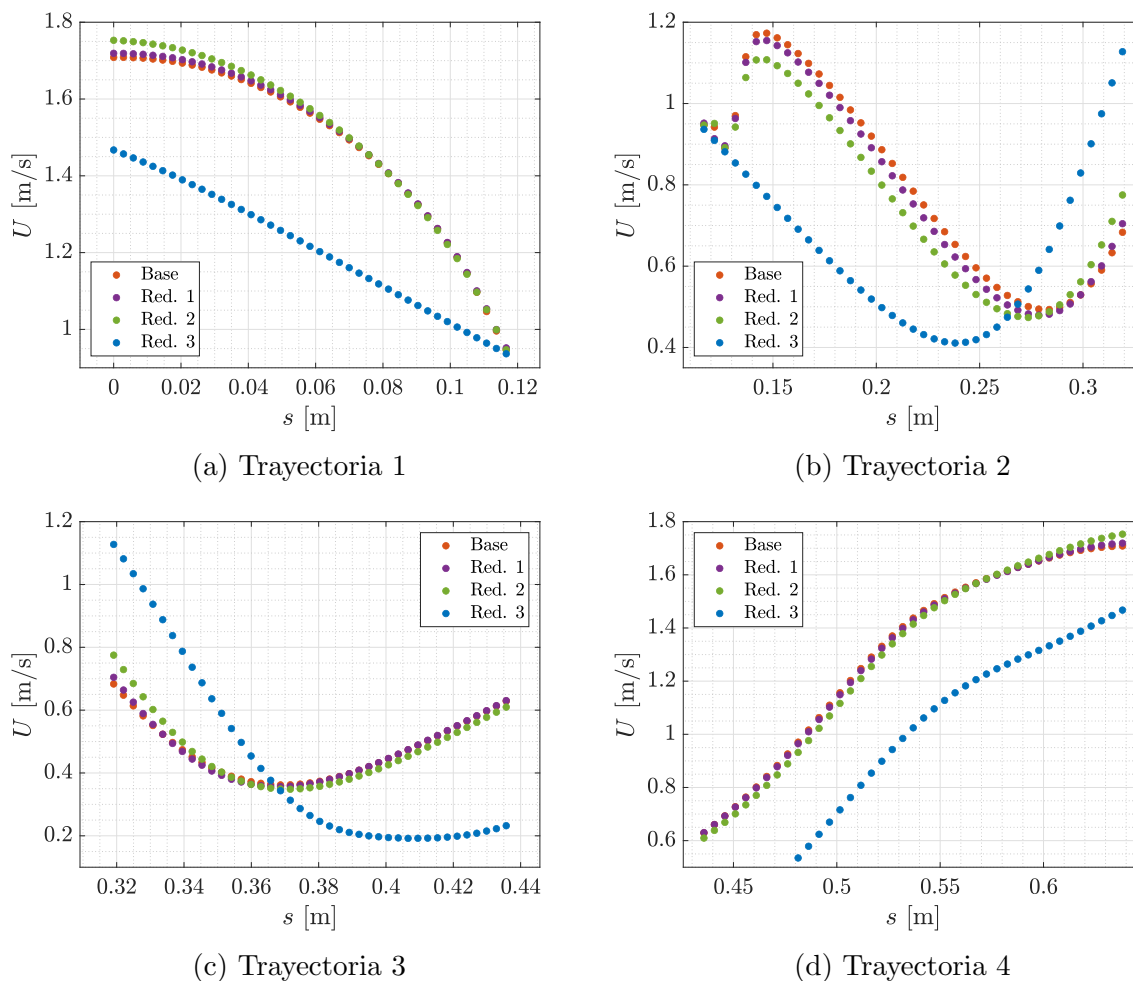 1.8
1.6
1.4
1.2
1
U [m/s]
Base
Red. 1
Red. 2
Red. 3
0 0.02 0.04 0.06 0.08 0.1 0.12
s [m]
(a) Trayectoria 1
1.2
1
0.8
0.6
0.4
U [m/s]
Base
Red. 1
Red. 2
Red. 3
0.15 0.2 0.25 0.3
s [m]
(b) Trayectoria 2
1.2
1
0.8
0.6
0.4
0.2
U [m/s]
Base
Red. 1
Red. 2
Red. 3
0.32 0.34 0.36 0.38 0.4 0.42 0.44
s [m]
(c) Trayectoria 3
1.8
1.6
1.4
1.2
1
0.8
0.6
U [m/s]
Base
Red. 1
Red. 2
Red. 3
0.45 0.5 0.55 0.6
s [m]
(d) Trayectoria 4